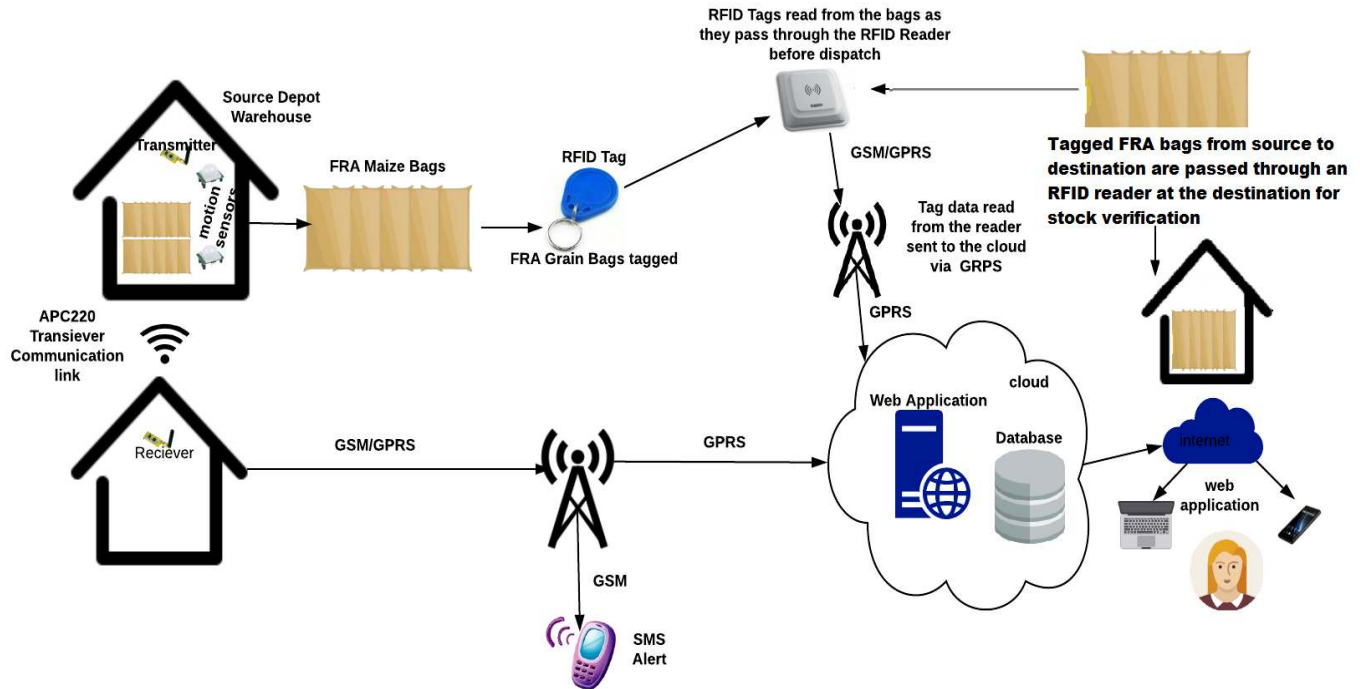 RFID Tags read from the bags as
they pass through the RFID Reader
before dispatch
Source Depot
Warehouse
Transmitter
motion
sensors
FRA Maize Bags
RFID Tag
FRA Grain Bags tagged
GSM/GPRS
Tag data read
from the reader
sent to the cloud
via GRPS
Tagged FRA bags from source to
destination are passed through an
RFID reader at the destination for
stock verification
APC220
Transiever
Communication
link
GPRS
Reciever
GSM/GPRS
GPRS
cloud
Web Application
Database
internet
web
application
GSM
SMS
Alert